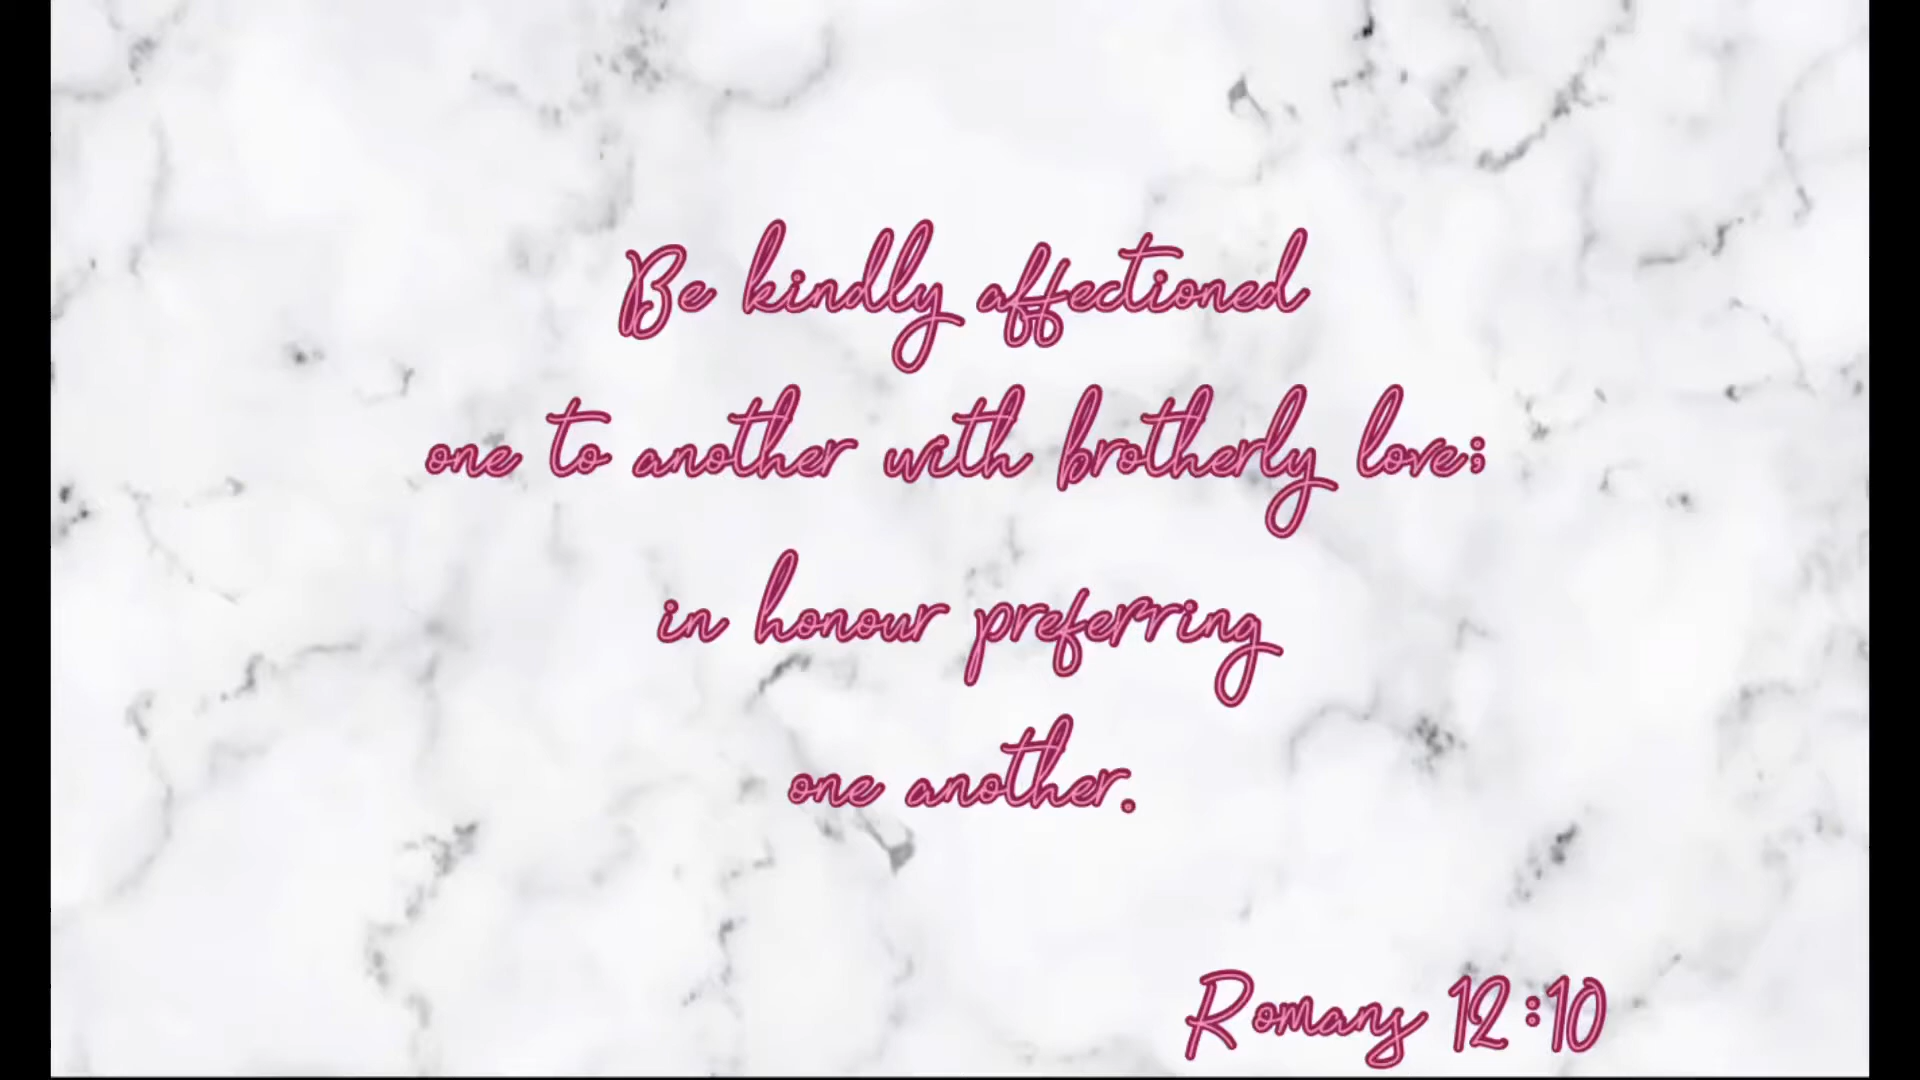 Be kindly affectioned
one to another with brotherly love;
in honour preferring
one another.
Romans 12:10